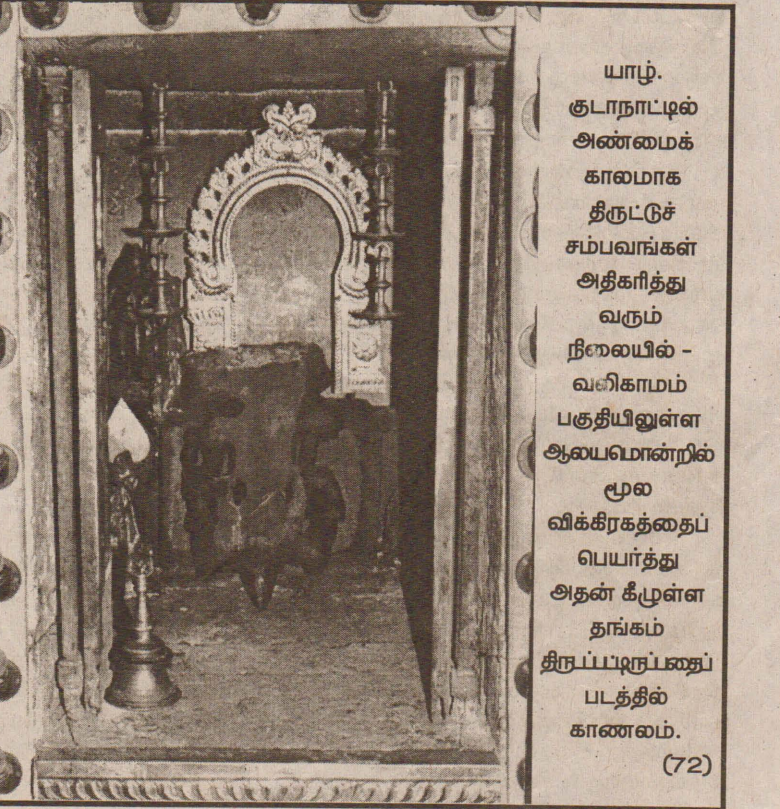 யாழ்.
குடாநாட்டில்
அண்மைக்
காலமாக
திருட்டுச்
சம்பவங்கள்
அதிகரித்து
வரும்
நிலையில் -
வலிகாமம்
பகுதியிலுள்ள
ஆலயமொன்றில்
மூல
விக்கிரகத்தைப்
பெயர்த்து
அதன் கீழுள்ள
தங்கம்
திருடப்பட்டிருப்பதைப்
படத்தில்
காணலம்.
(72)